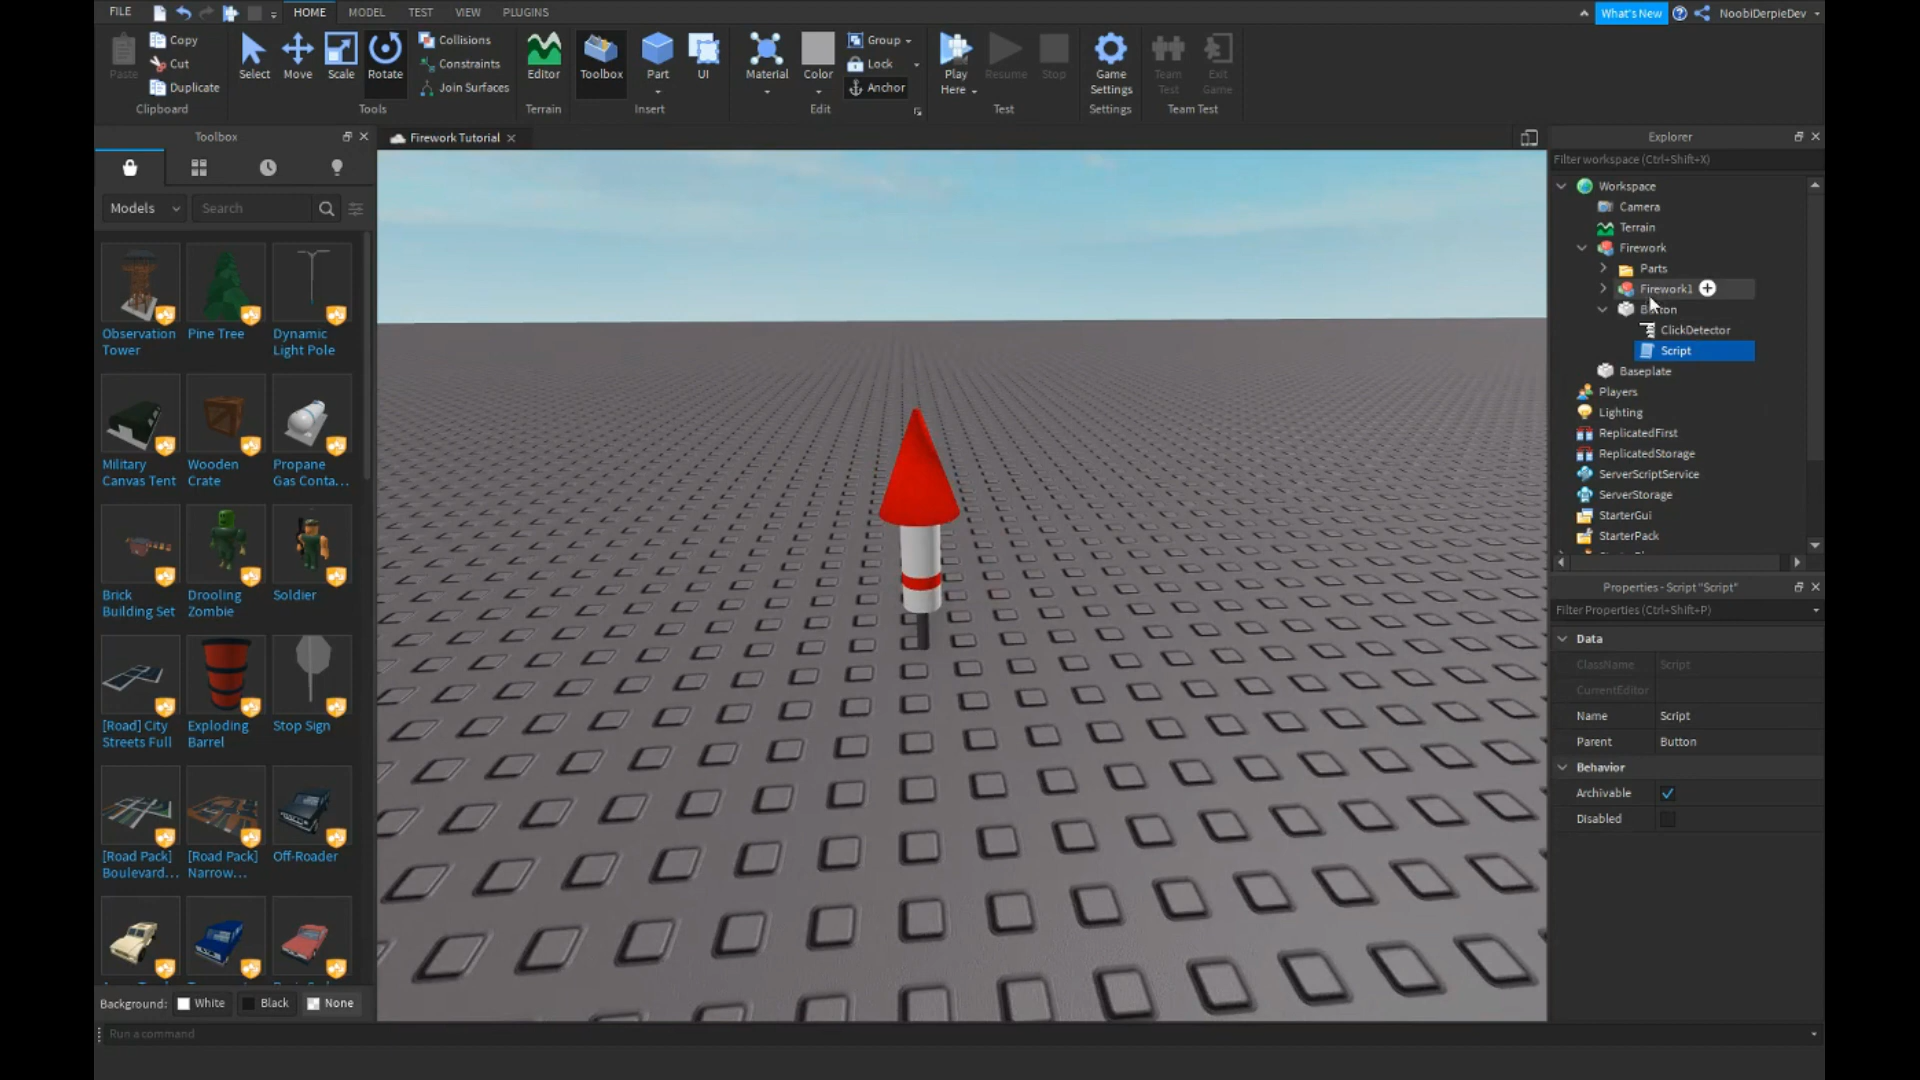 FILE HOME MODEL TEST VIEW PLUGINS What's New NoobiDerpieDev
Paste Copy Cut Duplicate Clipboard
Select Move Scale Rotate Collisions Constraints Join Surfaces Tools
Editor Terrain
Toolbox Part UI Insert
Material Color Group Lock Anchor Edit
Play Here Resume Stop Test
Game Settings Settings
Team Test Exit Game Team Test
Toolbox
Models Search
Observation Tower
Pine Tree
Dynamic Light Pole
Military Canvas Tent
Wooden Crate
Propane Gas Conta...
Brick Building Set
Drooling Zombie
Soldier
[Road] City Streets Full
Exploding Barrel
Stop Sign
[Road Pack] Boulevard...
[Road Pack] Narrow...
Off-Roader
Background: White Black None
Run a command
Firework Tutorial
Explorer
Filter workspace (Ctrl+Shift+X)
Workspace
Camera
Terrain
Firework
Parts
Firework1
ClickDetector
Script
Baseplate
Players
Lighting
ReplicatedFirst
ReplicatedStorage
ServerScriptService
ServerStorage
StarterGui
StarterPack
Properties - Script "Script"
Filter Properties (Ctrl+Shift+P)
Data
ClassName Script
CurrentEditor
Name Script
Parent Button
Behavior
Archivable
Disabled